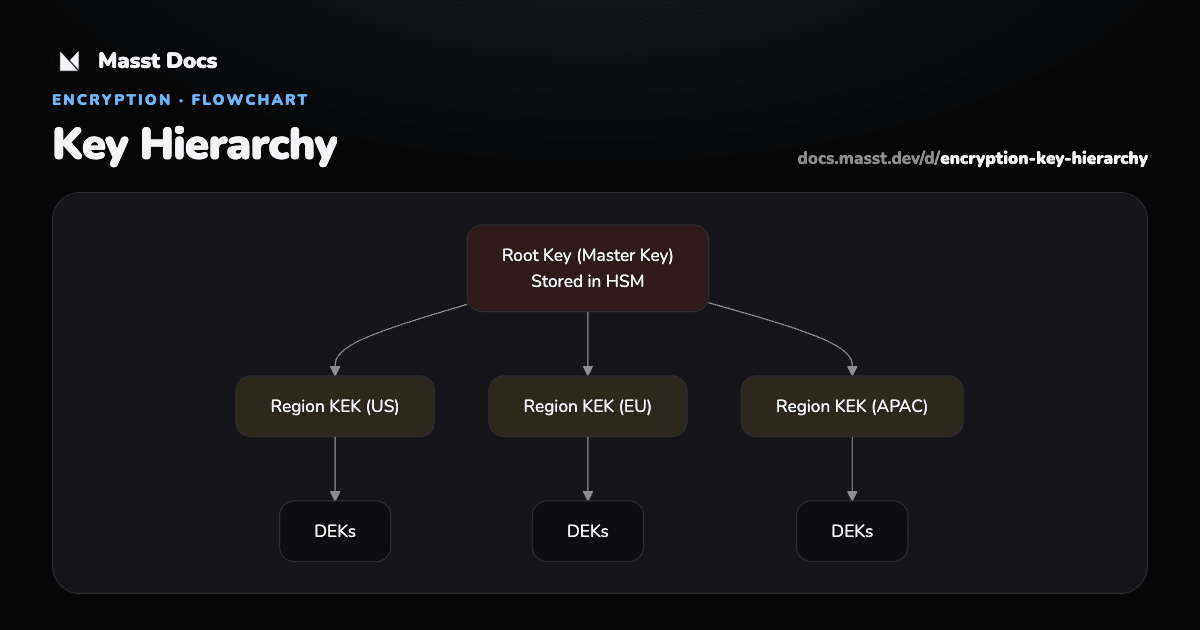 Masst Docs
ENCRYPTION · FLOWCHART
Key Hierarchy
docs.masst.dev/d/encryption-key-hierarchy
Root Key (Master Key)
Stored in HSM
Region KEK (US)
Region KEK (EU)
Region KEK (APAC)
DEKs
DEKs
DEKs